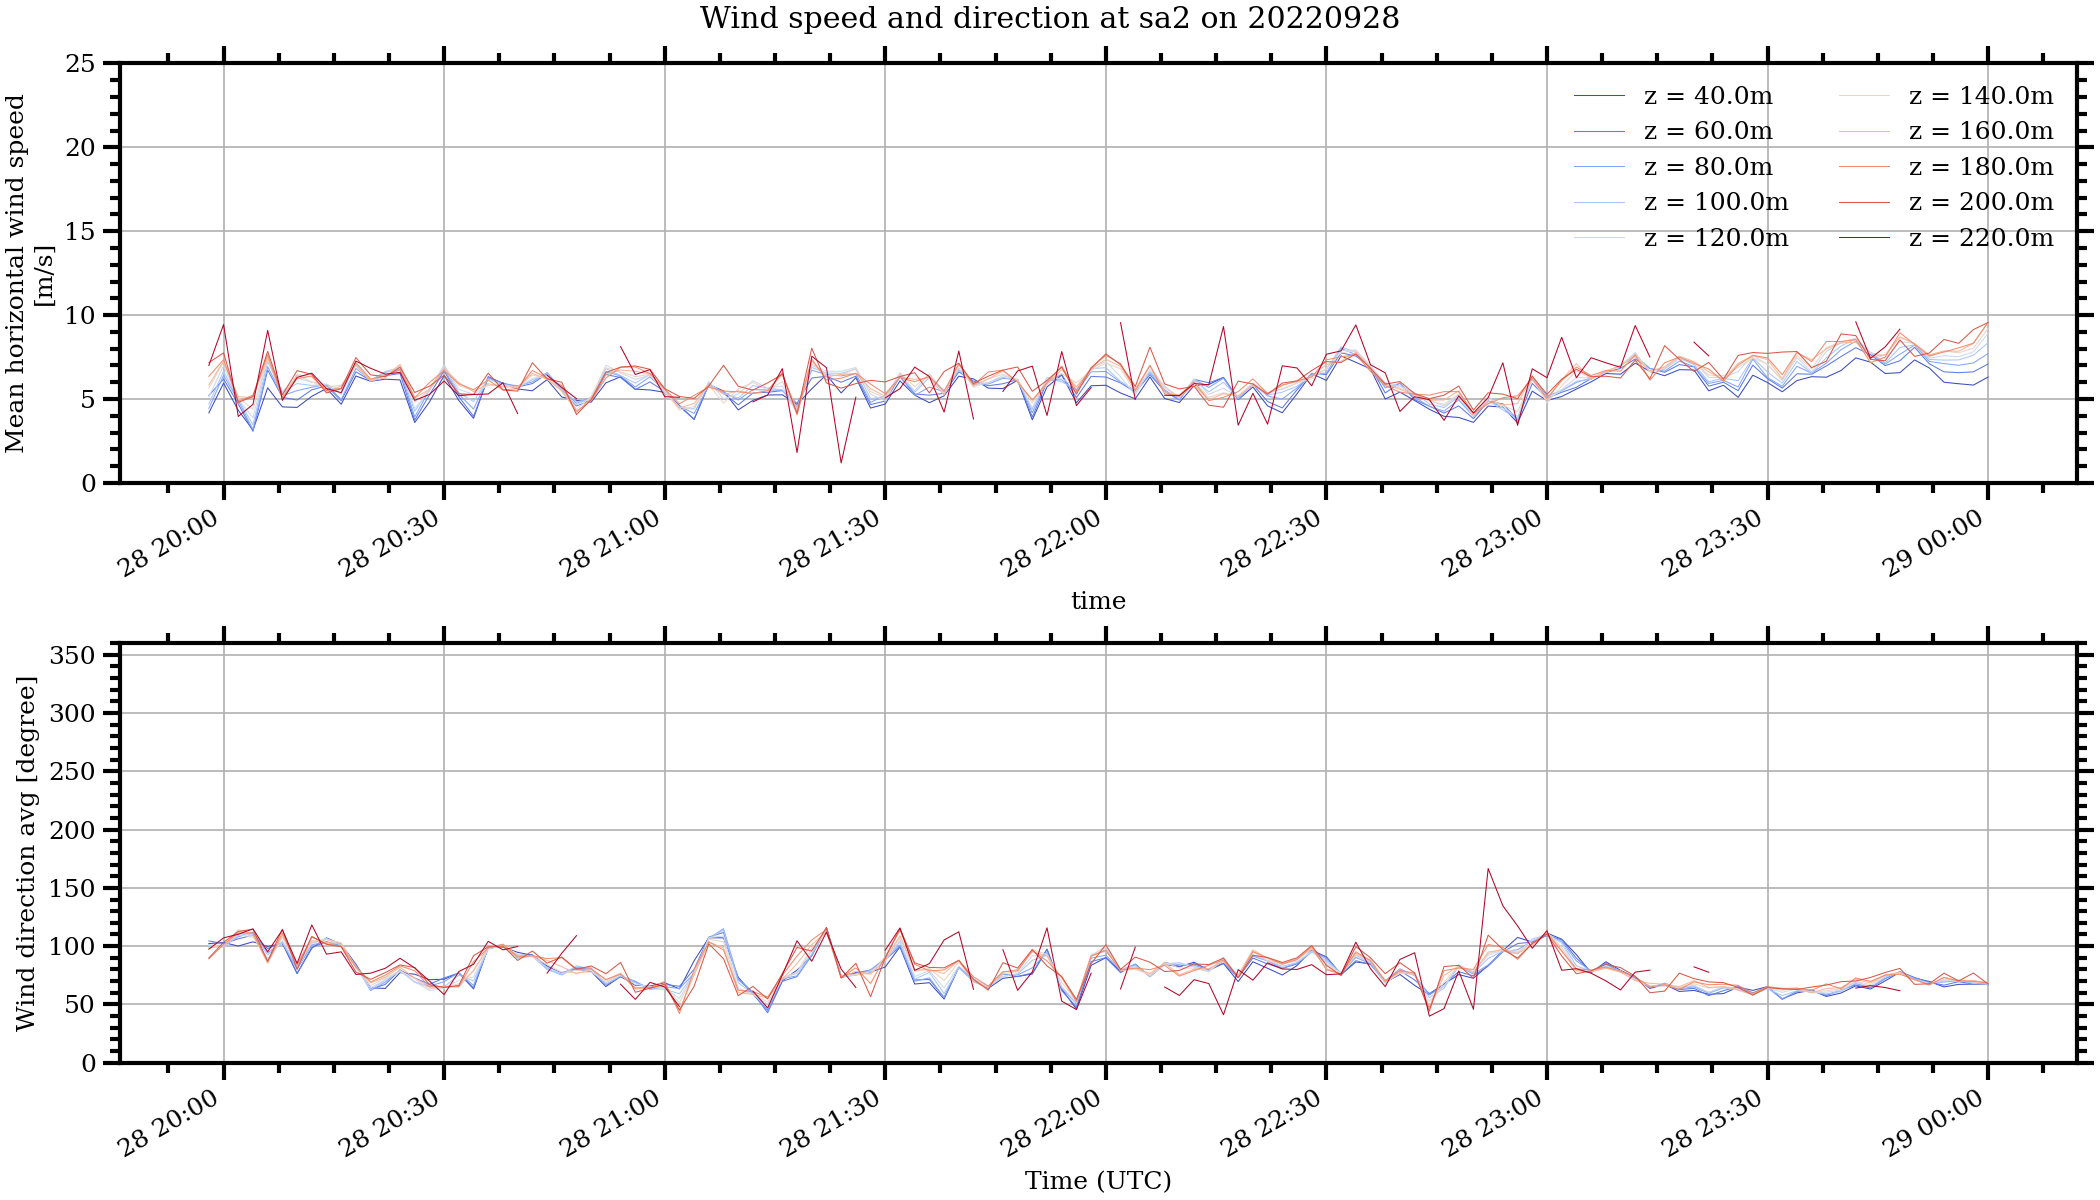 Wind speed and direction at sa2 on 20220928
Mean horizontal wind speed
[m/s]
25
20
15
10
5
0
z = 40.0m
z = 60.0m
z = 80.0m
z = 100.0m
z = 120.0m
z = 140.0m
z = 160.0m
z = 180.0m
z = 200.0m
z = 220.0m
28 20:00
28 20:30
28 21:00
28 21:30
28 22:00
28 22:30
28 23:00
28 23:30
29 00:00
time
Wind direction avg [degree]
350
300
250
200
150
100
50
0
28 20:00
28 20:30
28 21:00
28 21:30
28 22:00
28 22:30
28 23:00
28 23:30
29 00:00
Time (UTC)